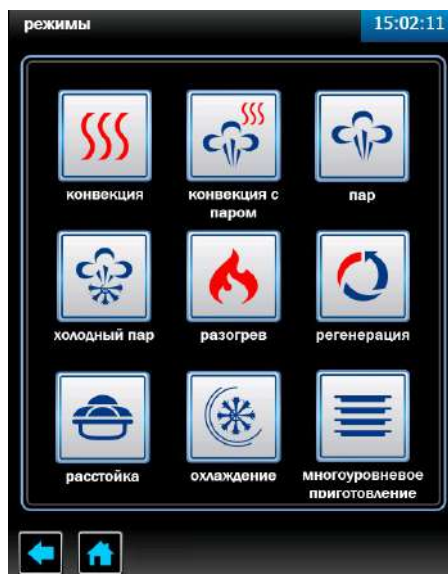 режимы 15:02:11
конвекция
конвекция с
паром
пар
холодный пар
разогрев
регенерация
расстойка
охлаждение
многоуровневое
приготовление